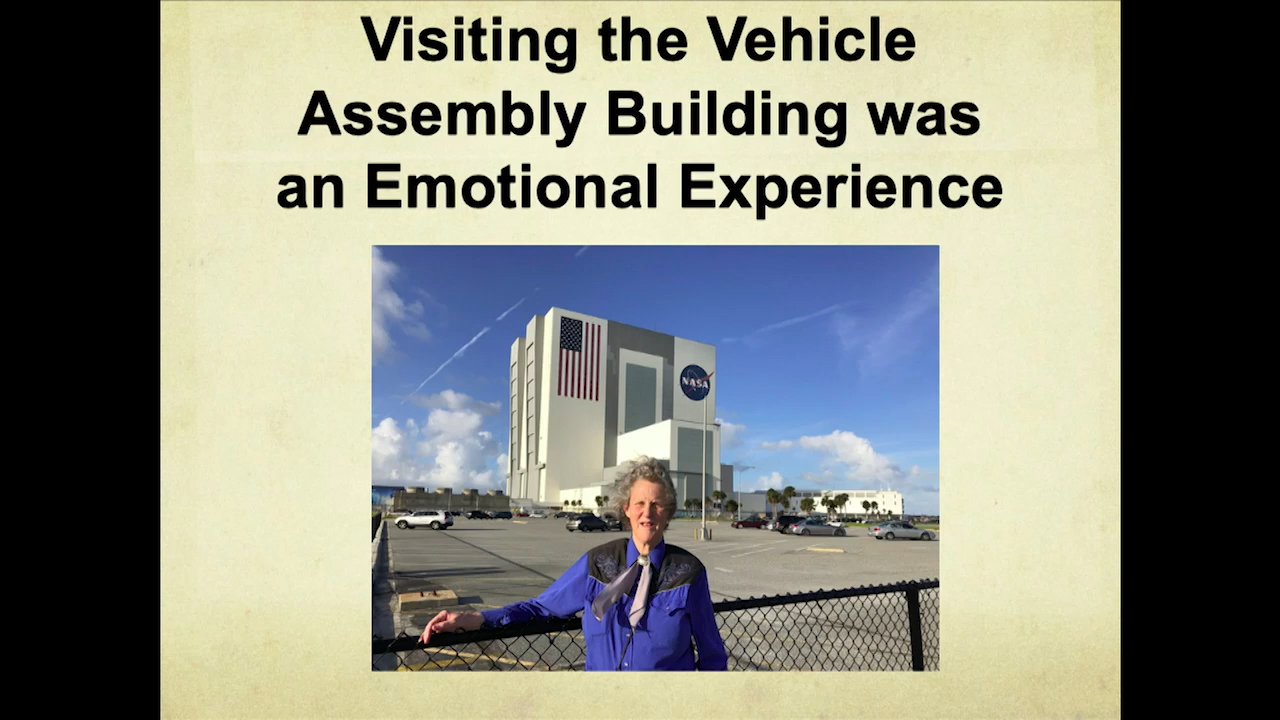 Visiting the Vehicle
Assembly Building was
an Emotional Experience
NASA